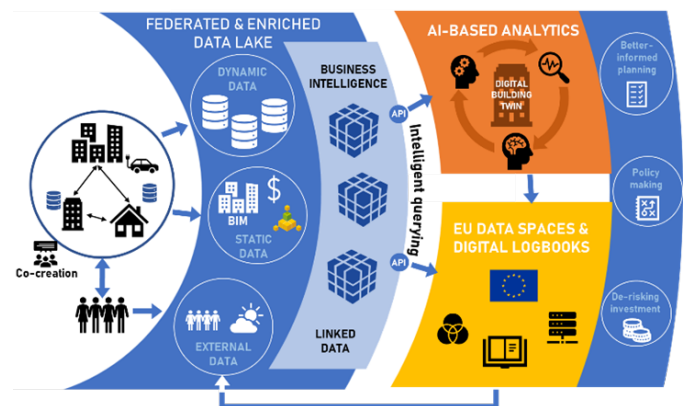 FEDERATED & ENRICHED
DATA LAKE
DYNAMIC
DATA
BIM
$
STATIC
DATA
EXTERNAL
DATA
Co-creation
BUSINESS
INTELLIGENCE
LINKED
DATA
API
API
Intelligent querying
AI-BASED ANALYTICS
DIGITAL
BUILDING
TWIN
EU DATA SPACES &
DIGITAL LOGBOOKS
Better-
informed
planning
Policy
making
De-risking
investment